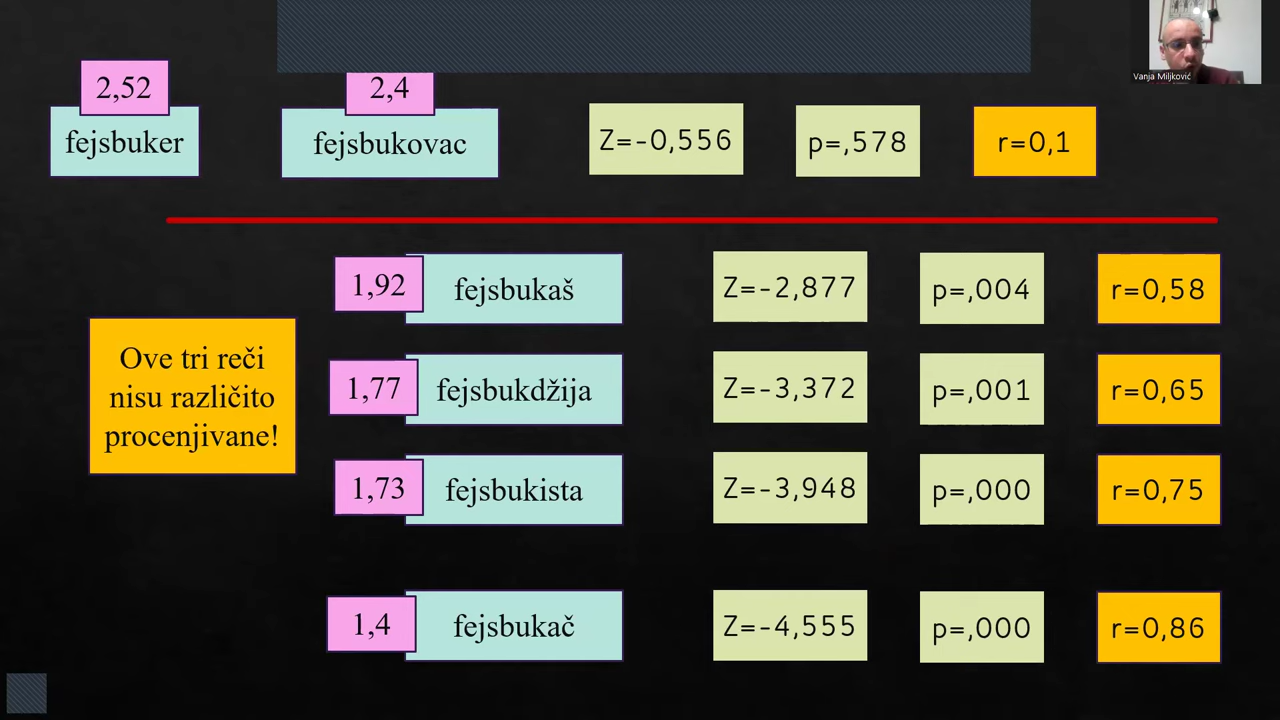 Vanja Miljković
2,52
fejsbuker
2,4
fejsbukovac
Z=-0,556
p=,578
r=0,1
Ove tri reči
nisu različito
procenjivane!
1,92
fejsbukaš
Z=-2,877
p=,004
r=0,58
1,77
fejsbukdžija
Z=-3,372
p=,001
r=0,65
1,73
fejsbukista
Z=-3,948
p=,000
r=0,75
1,4
fejsbukač
Z=-4,555
p=,000
r=0,86